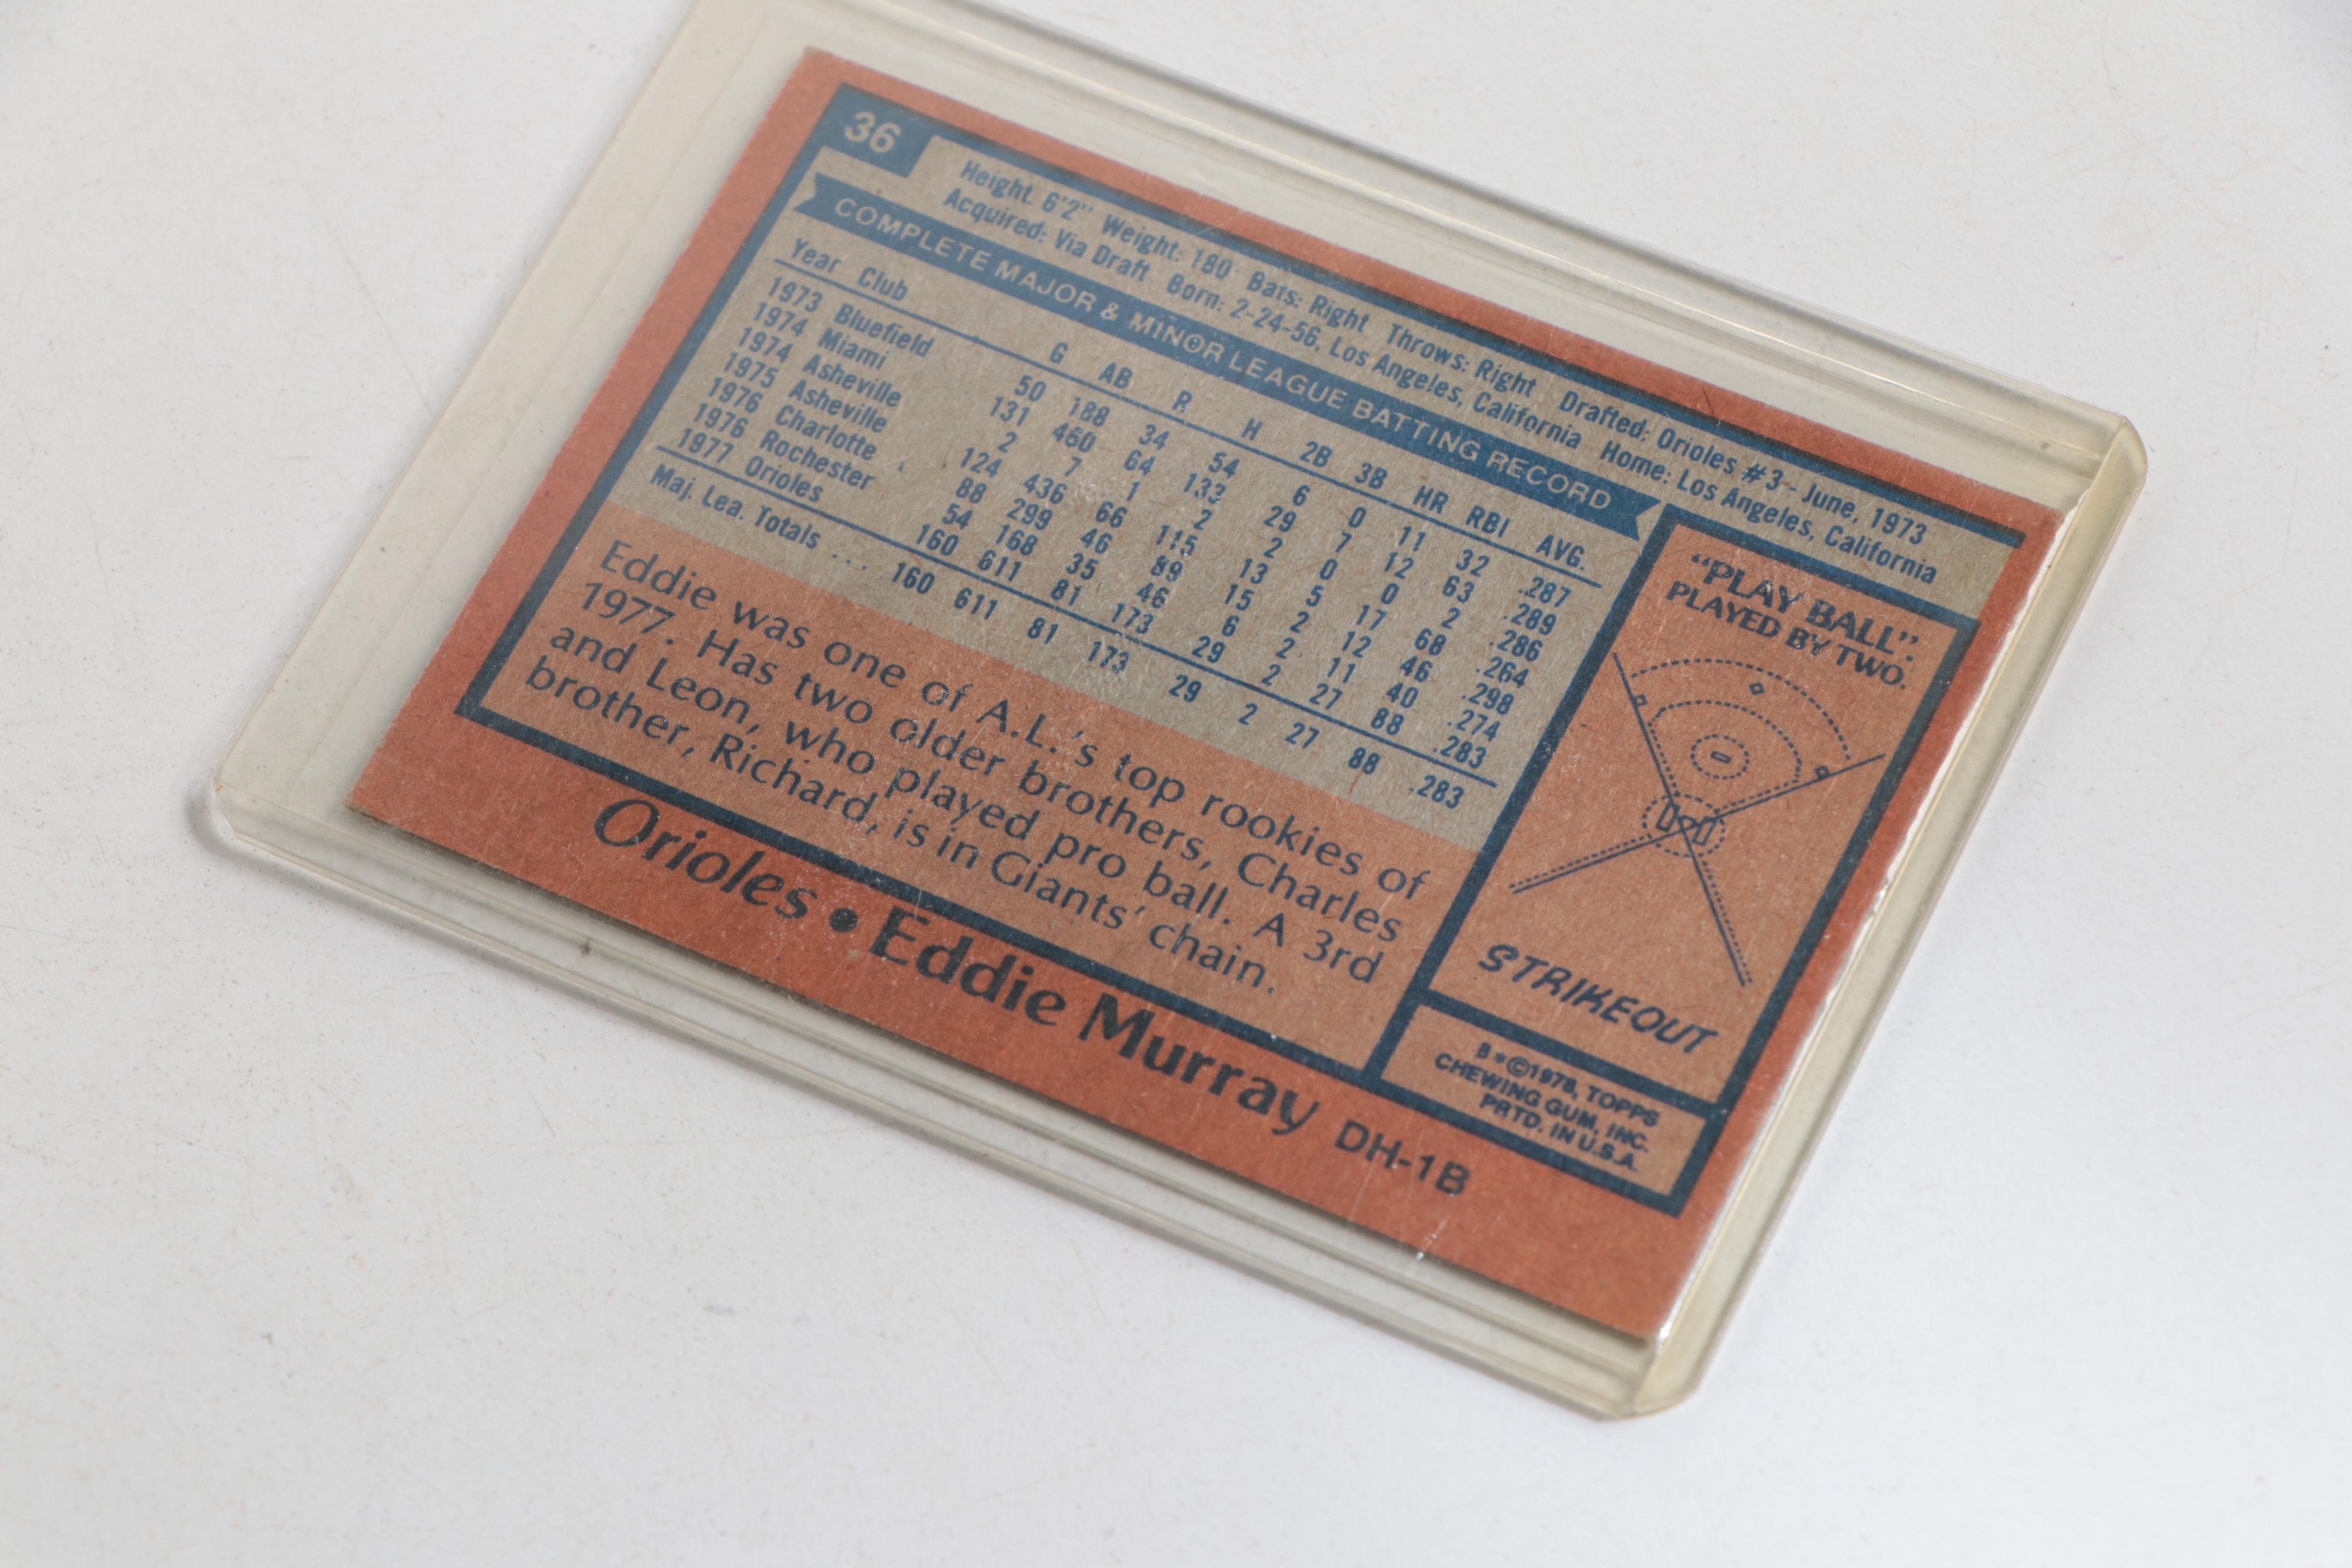 36
Height 6'2" Weight: 180 Bats: Right Throws: Right Drafted: Orioles #3 - June, 1973
Acquired: Via Draft Born: 2-24-56, Los Angeles, California Home: Los Angeles, California
COMPLETE MAJOR & MINOR LEAGUE BATTING RECORD
Year Club G AB R H 2B 3B HR RBI AVG.
1973 Bluefield 50 188 34 54 6 0 11 32 .287
1974 Miami 131 460 64 133 29 7 12 63 .289
1974 Asheville 2 7 1 2 2 0 0 2 .286
1975 Asheville 124 436 66 115 13 5 17 68 .264
1976 Charlotte 88 299 46 89 15 2 12 46 .298
1976 Rochester 54 168 35 46 6 2 11 40 .274
1977 Orioles 160 611 81 173 29 2 27 88 .283
Maj. Lea. Totals ... 160 611 81 173 29 2 27 88 .283
Eddie was one of A.L.'s top rookies of
1977. Has two older brothers, Charles
and Leon, who played pro ball. A 3rd
brother, Richard, is in Giants' chain.
"PLAY BALL".
PLAYED BY TWO.
STRIKEOUT
B*©1978, TOPPS
CHEWING GUM, INC.
PRTD. IN U.S.A.
Orioles • Eddie Murray DH-1B